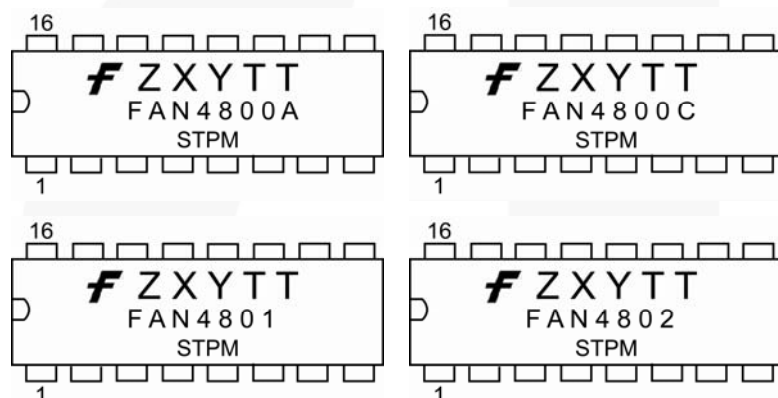 16
ZXYTT
FAN4800A
STPM
1
16
ZXYTT
FAN4800C
STPM
1
16
ZXYTT
FAN4801
STPM
1
16
ZXYTT
FAN4802
STPM
1